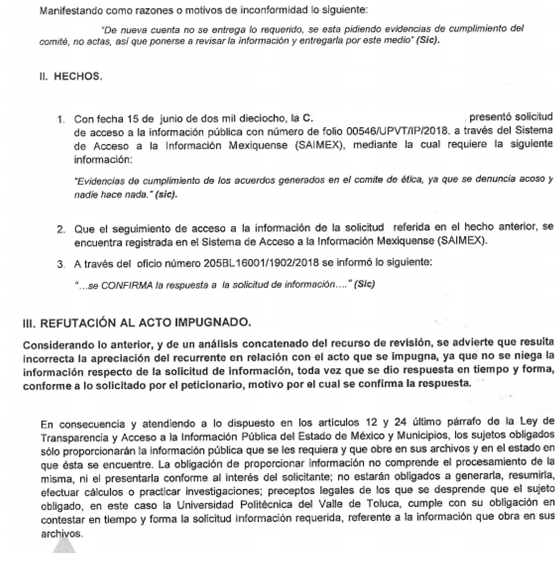 Manifestando como razones o motivos de inconformidad lo siguiente:
"De nueva cuenta no se entrega lo requerido, se esta pidiendo evidencias de cumplimiento del
comité, no actas, así que ponerse a revisar la información y entregarla por este medio" (Sic).
II. HECHOS.
1. Con fecha 15 de junio de dos mil dieciocho, la C. presentó solicitud
de acceso a la información pública con número de folio 00546/UPVT/IP/2018. a través del Sistema
de Acceso a la Información Mexiquense (SAIMEX), mediante la cual requiere la siguiente
información:
"Evidencias de cumplimiento de los acuerdos generados en el comite de ética, ya que se denuncia acoso y
nadie hace nada." (sic).
2. Que el seguimiento de acceso a la información de la solicitud referida en el hecho anterior, se
encuentra registrada en el Sistema de Acceso a la Información Mexiquense (SAIMEX).
3. A través del oficio número 205BL16001/1902/2018 se informó lo siguiente:
"...se CONFIRMA la respuesta a la solicitud de información...." (Sic)
III. REFUTACIÓN AL ACTO IMPUGNADO.
Considerando lo anterior, y de un análisis concatenado del recurso de revisión, se advierte que resulta
incorrecta la apreciación del recurrente en relación con el acto que se impugna, ya que no se niega la
información respecto de la solicitud de información, toda vez que se dio respuesta en tiempo y forma,
conforme a lo solicitado por el peticionario, motivo por el cual se confirma la respuesta.
En consecuencia y atendiendo a lo dispuesto en los artículos 12 y 24 último párrafo de la Ley de
Transparencia y Acceso a la Información Pública del Estado de México y Municipios, los sujetos obligados
sólo proporcionarán la información pública que se les requiera y que obre en sus archivos y en el estado en
que ésta se encuentre. La obligación de proporcionar información no comprende el procesamiento de la
misma, ni el presentarla conforme al interés del solicitante; no estarán obligados a generarla, resumirla,
efectuar cálculos o practicar investigaciones; preceptos legales de los que se desprende que el sujeto
obligado, en este caso la Universidad Politécnica del Valle de Toluca, cumple con su obligación en
contestar en tiempo y forma la solicitud información requerida, referente a la información que obra en sus
archivos.